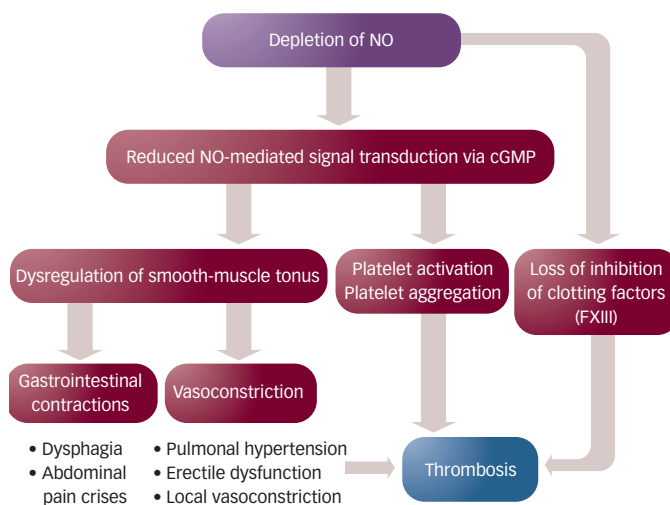 Depletion of NO
Reduced NO-mediated signal transduction via cGMP
Dysregulation of smooth-muscle tonus
Platelet activation
Platelet aggregation
Loss of inhibition
of clotting factors
(FXIII)
Gastrointestinal
contractions
Vasoconstriction
• Dysphagia
• Abdominal
pain crises
• Pulmonal hypertension
• Erectile dysfunction
• Local vasoconstriction
Thrombosis